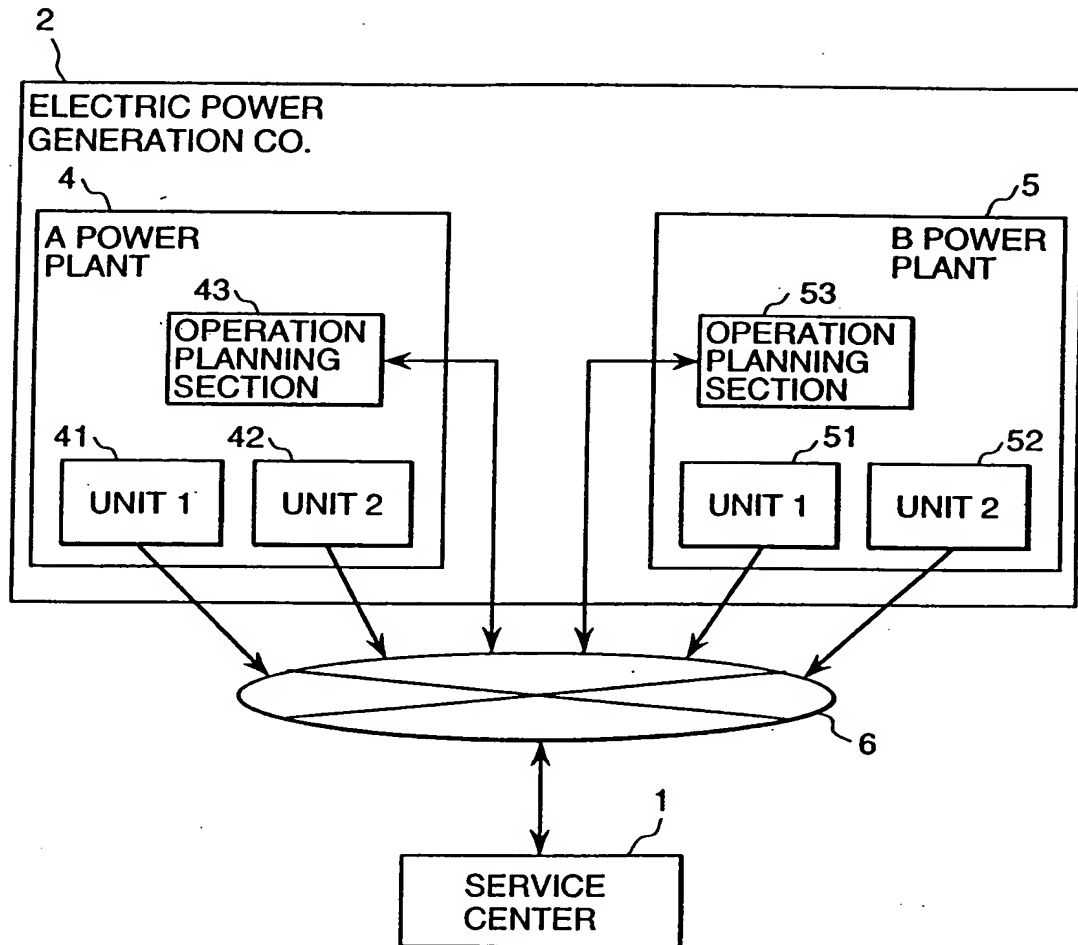 2
ELECTRIC POWER
GENERATION CO.
4
5
A POWER
PLANT
B POWER
PLANT
43
OPERATION
PLANNING
SECTION
53
OPERATION
PLANNING
SECTION
41
UNIT 1
42
UNIT 2
51
UNIT 1
52
UNIT 2
6
1
SERVICE
CENTER